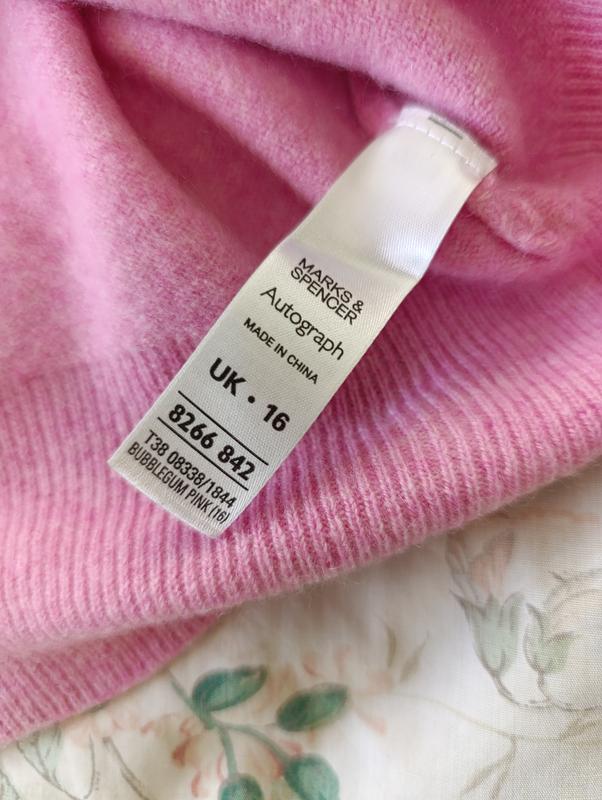 MARKS &
SPENCER
Autograph
MADE IN CHINA
UK • 16
8266 842
T38 08338/1844
BUBBLEGUM PINK (16)